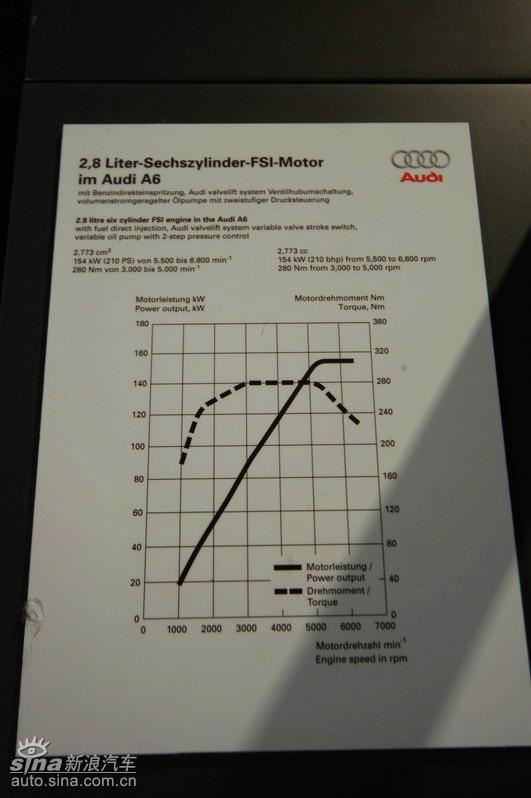 2,8 Liter-Sechszylinder-FSI-Motor
im Audi A6
Audi
mit Benzindirekteinspritzung, Audi valvelift system Ventilhubumschaltung,
volumenstromgeregelter Ölpumpe mit zweistufiger Drucksteuerung
2.8 litre six cylinder FSI engine in the Audi A6
with fuel direct injection, Audi valvelift system variable valve stroke switch,
variable oil pump with 2-step pressure control
2.773 cm³
154 kW (210 PS) von 5.500 bis 6.800 min⁻¹
280 Nm von 3.000 bis 5.000 min⁻¹
2,773 cc
154 kW (210 bhp) from 5,500 to 6,800 rpm
280 Nm from 3,000 to 5,000 rpm
Motorleistung kW
Power output, kW
Motordrehmoment Nm
Torque, Nm
180 360
160 320
140 280
120 240
100 200
80 160
60 120
40 80
20 40
0 0
Motorleistung /
Power output
Drehmoment /
Torque
0 1000 2000 3000 4000 5000 6000 7000
Motordrehzahl min⁻¹
Engine speed in rpm
sina 新浪汽车
auto.sina.com.cn